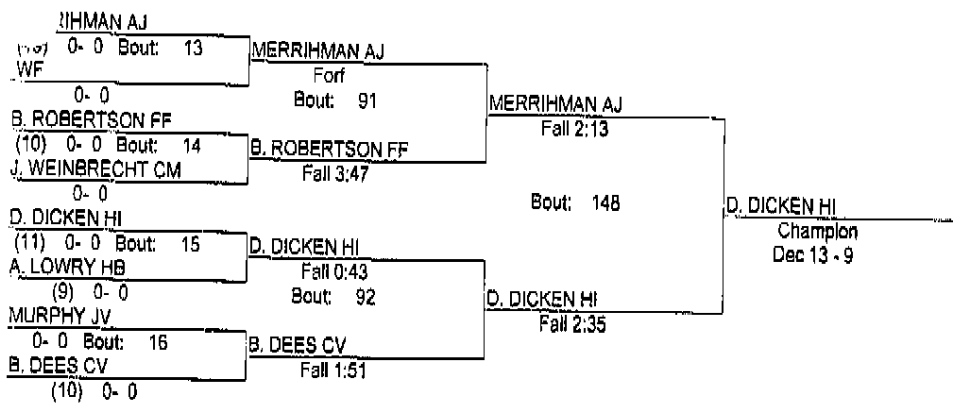 RIHMAN AJ
0- 0 Bout: 13
WF
0- 0
B. ROBERTSON FF
(10) 0- 0 Bout: 14
J. WEINBRECHT CM
0- 0
D. DICKEN HI
(11) 0- 0 Bout: 15
A. LOWRY HB
(9) 0- 0
MURPHY JV
0- 0 Bout: 16
B. DEES CV
(10) 0- 0
MERRIHMAN AJ
Forf
Bout: 91
B. ROBERTSON FF
Fall 3:47
D. DICKEN HI
Fall 0:43
Bout: 92
B. DEES CV
Fall 1:51
MERRIHMAN AJ
Fall 2:13
Bout: 148
D. DICKEN HI
Fall 2:35
D. DICKEN HI
Champion
Dec 13 - 9